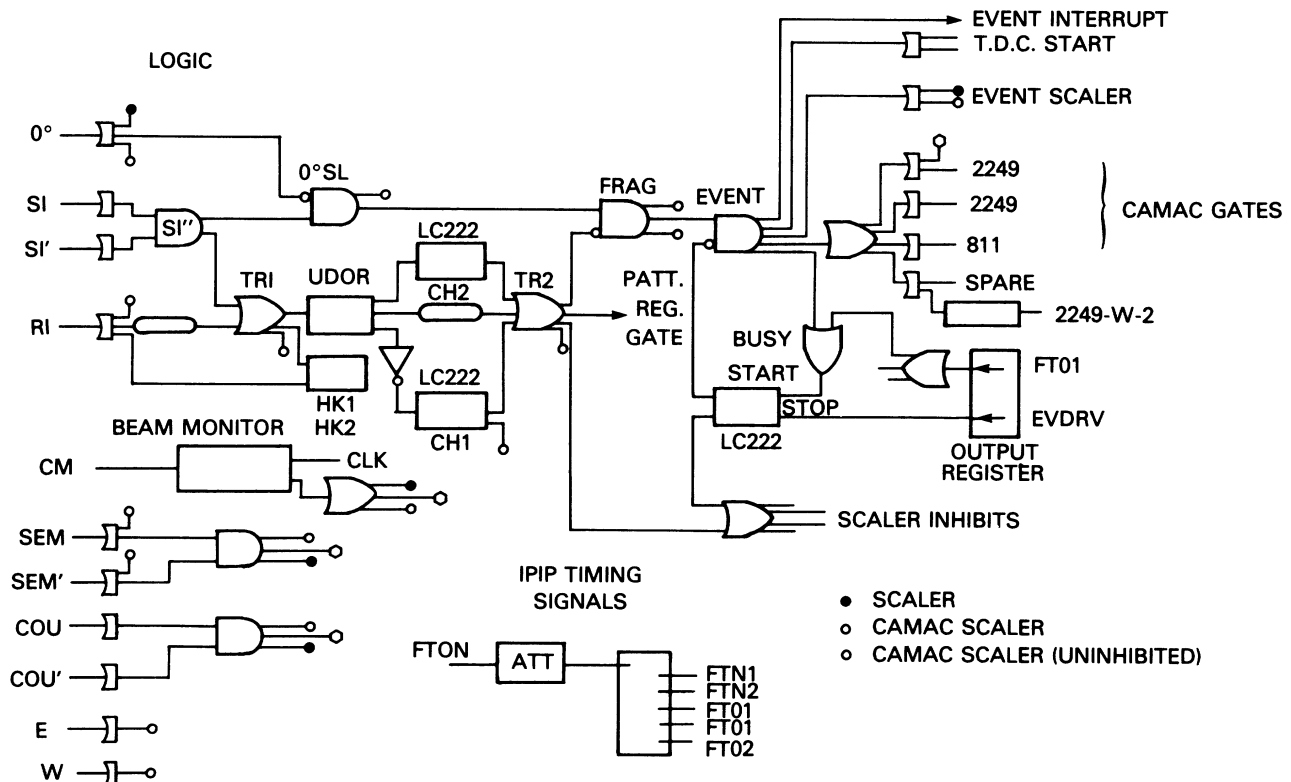 EVENT INTERRUPT
T.D.C. START
LOGIC
EVENT SCALER
0°
0°SL
FRAG
EVENT
2249
SI
SI''
2249
CAMAC GATES
SI'
LC222
811
TR1
UDOR
CH2
TR2
PATT.
REG.
GATE
SPARE
RI
2249-W-2
BUSY
LC222
START
FT01
HK1
HK2
STOP
EVDRV
BEAM MONITOR
CH1
LC222
OUTPUT
REGISTER
CM
CLK
SCALER INHIBITS
SEM
SEM'
IPIP TIMING
SIGNALS
SCALER
COU
CAMAC SCALER
FTON
ATT
CAMAC SCALER (UNINHIBITED)
COU'
FTN1
FTN2
FT01
FT01
FT02
E
W